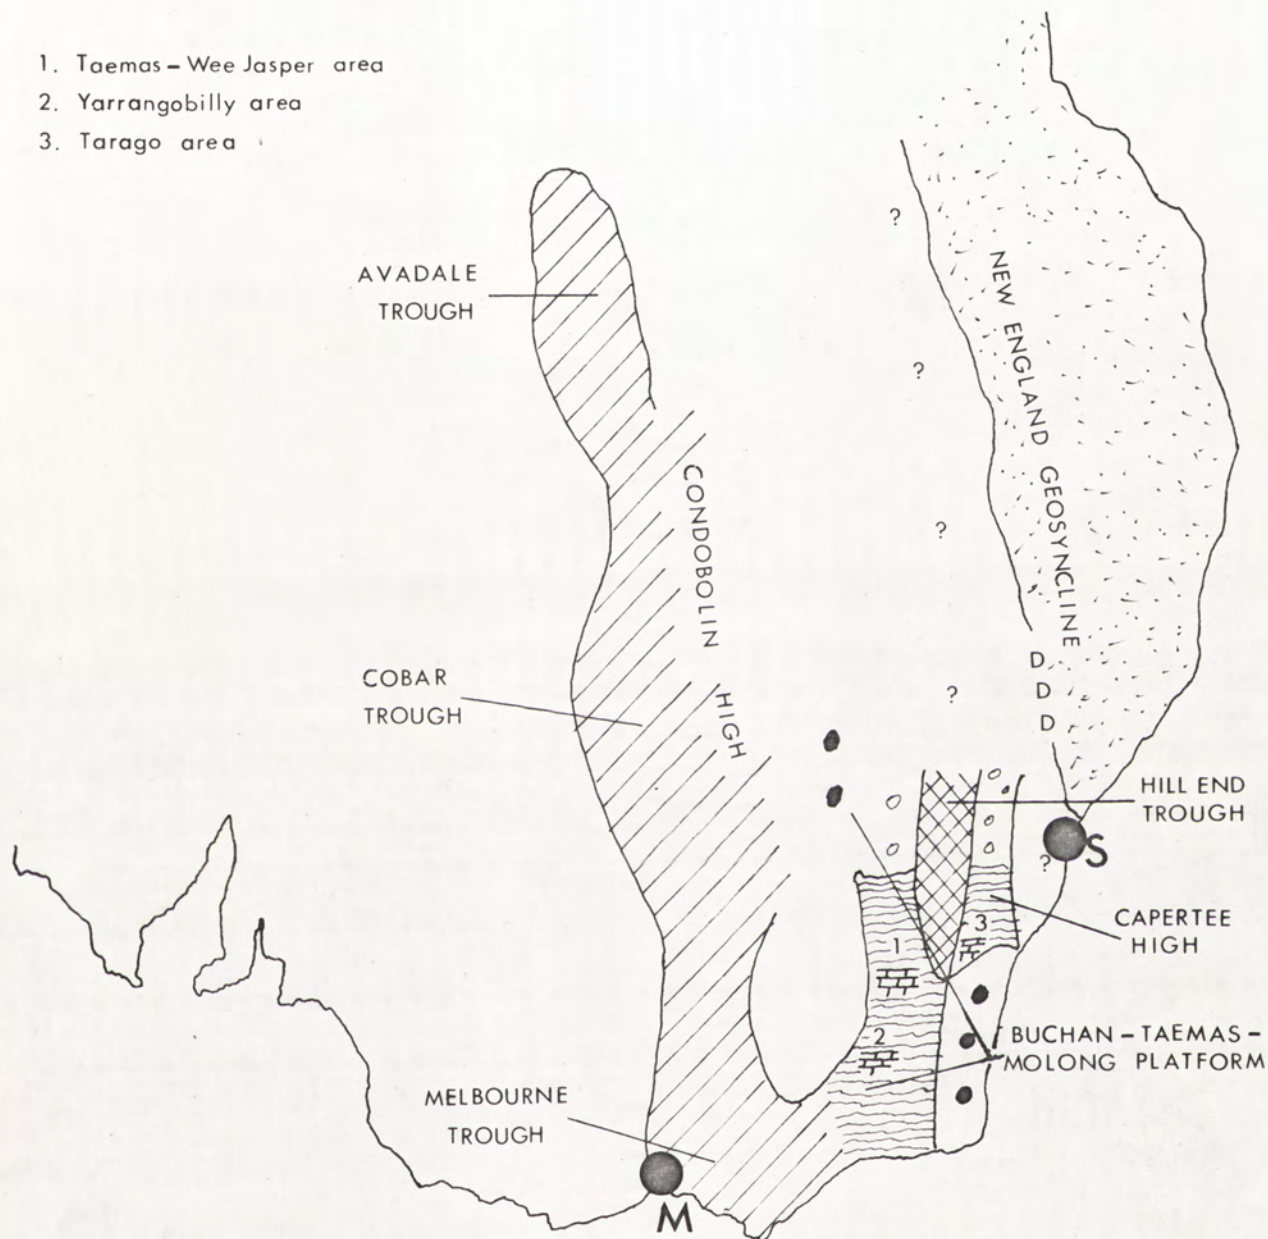 1. Taemas – Wee Jasper area
2. Yarrangobilly area
3. Tarago area
AVADALE
TROUGH
NEW ENGLAND GEOSYNCLINE
?
?
?
?
CONDOBOLIN
HIGH
COBAR
TROUGH
D
D
D
HILL END
TROUGH
S
?
CAPERTEE
HIGH
1
3
2
BUCHAN – TAEMAS –
MOLONG PLATFORM
MELBOURNE
TROUGH
M